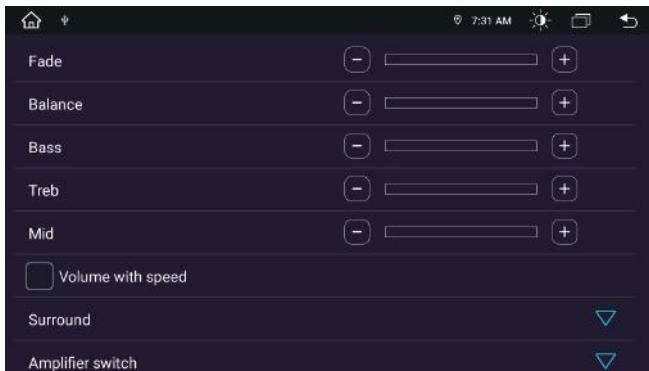 7:31 AM
Fade
Balance
Bass
Treb
Mid
Volume with speed
Surround
Amplifier switch